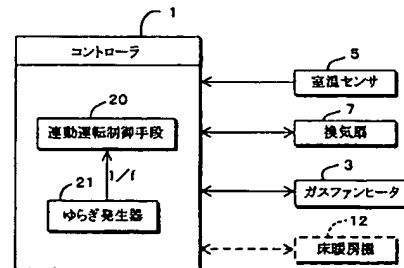 1
コントローラ
5
室温センサ
20
連動運転制御手段
7
換気扇
1/f
3
ガスファンヒータ
21
ゆらぎ発生器
12
床暖房機